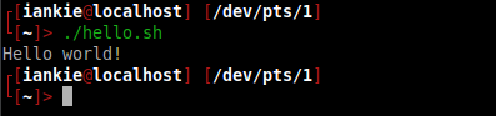 ┌[iankie@localhost] [/dev/pts/1]
└[~]> ./hello.sh
Hello world!
┌[iankie@localhost] [/dev/pts/1]
└[~]>